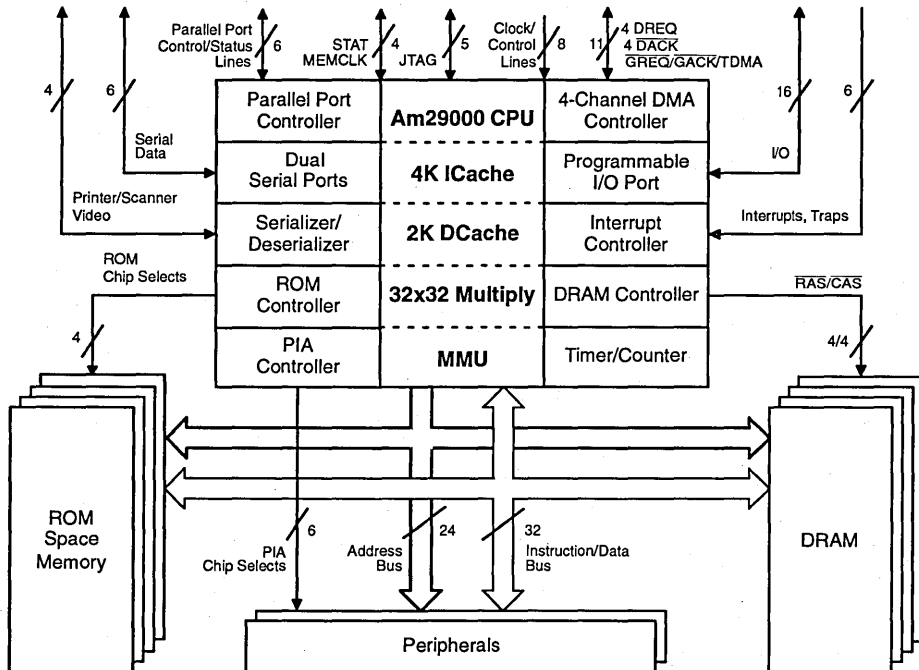 Parallel Port
Control/Status
Lines
6
STAT
MEMCLK
4
JTAG
5
Clock/
Control
Lines
8
11
4 DREQ
4 DACK
GREQ/GACK/TDMA
4
6
16
6
Serial
Data
I/O
Printer/Scanner
Video
Interrupts, Traps
ROM
Chip Selects
RAS/CAS
4
4/4
Parallel Port
Controller
Am29000 CPU
4-Channel DMA
Controller
Dual
Serial Ports
4K ICache
Programmable
I/O Port
Serializer/
Deserializer
2K DCache
Interrupt
Controller
ROM
Controller
32x32 Multiply
DRAM Controller
PIA
Controller
MMU
Timer/Counter
ROM
Space
Memory
DRAM
6
PIA
Chip Selects
24
Address
Bus
32
Instruction/Data
Bus
Peripherals